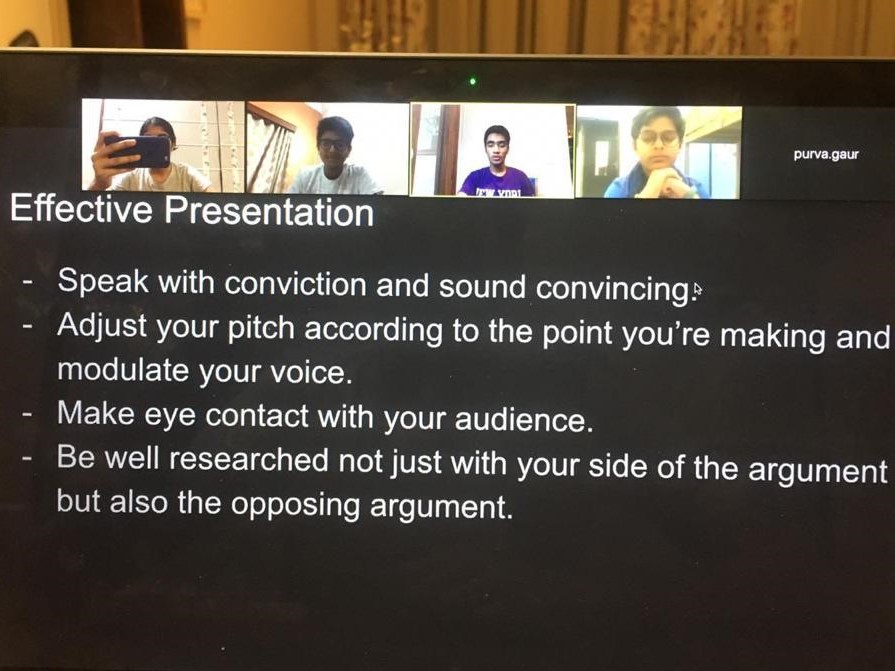 purva.gaur
NEW YORK
Effective Presentation
- Speak with conviction and sound convincing.
- Adjust your pitch according to the point you're making and
modulate your voice.
- Make eye contact with your audience.
- Be well researched not just with your side of the argument
but also the opposing argument.